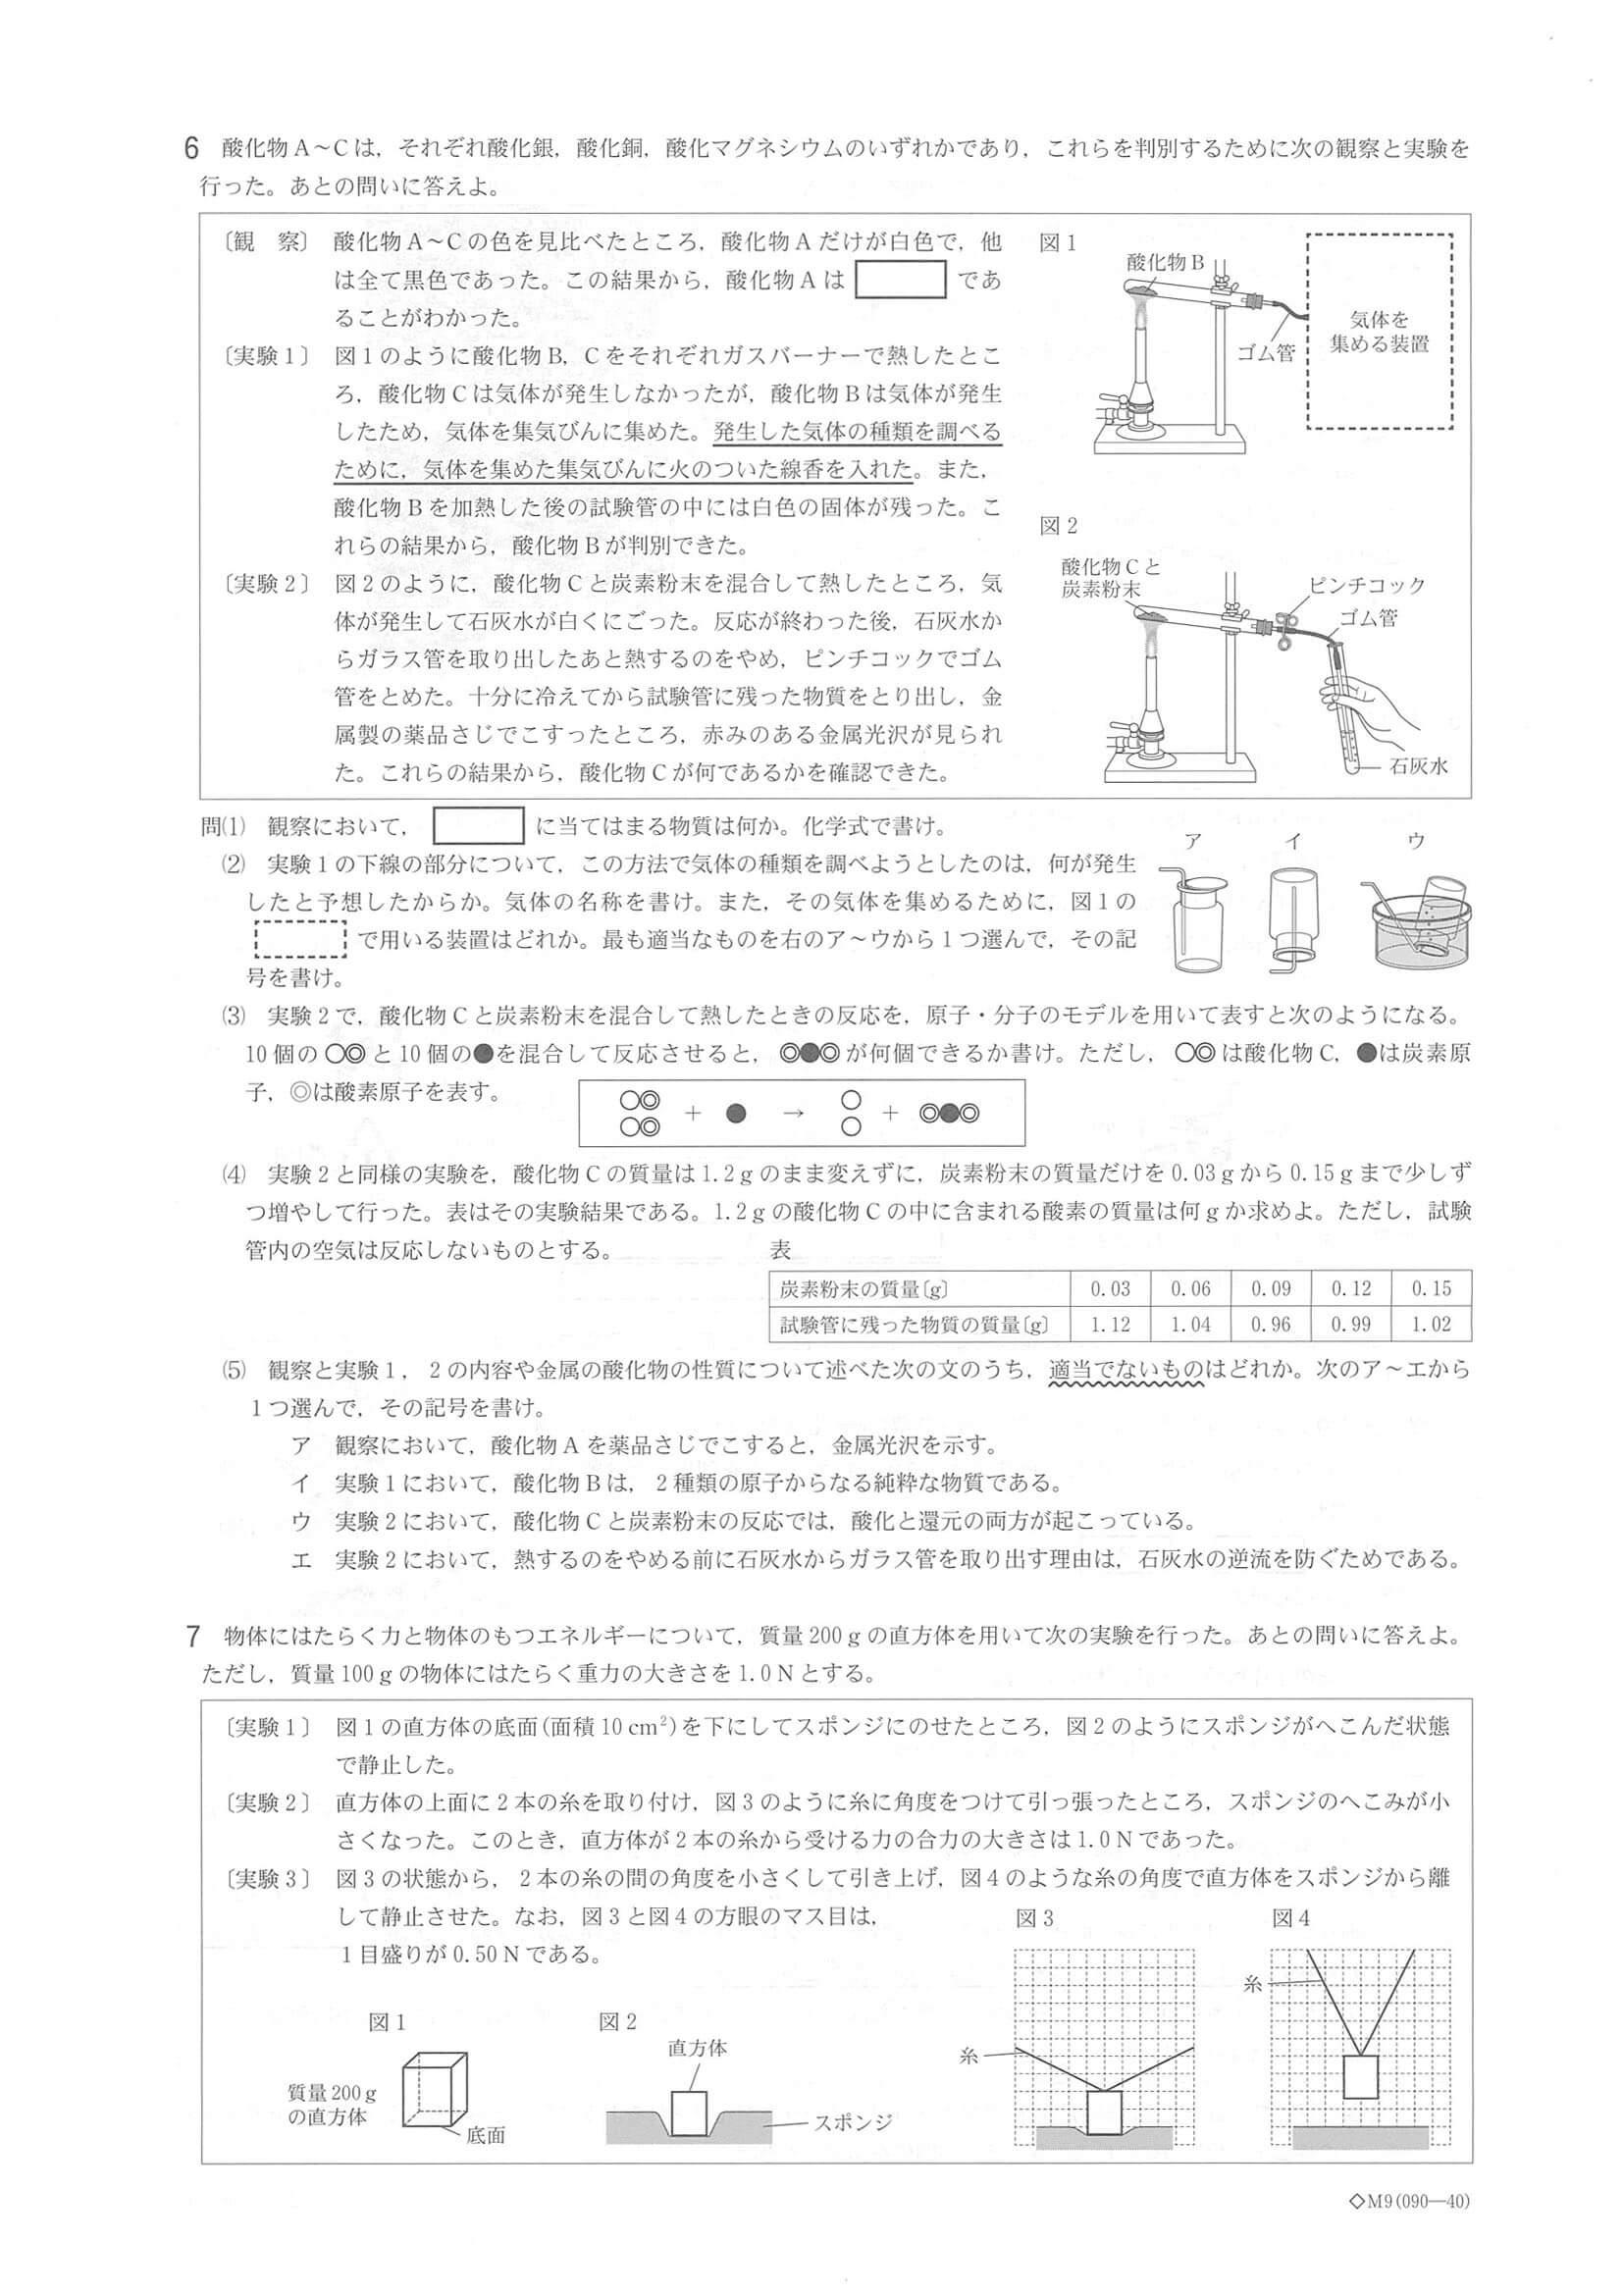 6 酸化物A～Cは，それぞれ酸化銀，酸化銅，酸化マグネシウムのいずれかであり，これらを判別するために次の観察と実験を
行った。あとの問いに答えよ。
〔観　察〕 酸化物A～Cの色を見比べたところ，酸化物Aだけが白色で，他
は全て黒色であった。この結果から，酸化物Aは　　　であ
ることがわかった。
〔実験1〕 図1のように酸化物B，Cをそれぞれガスバーナーで熱したとこ
ろ，酸化物Cは気体が発生しなかったが，酸化物Bは気体が発生
したため，気体を集気びんに集めた。発生した気体の種類を調べる
ために，気体を集めた集気びんに火のついた線香を入れた。また，
酸化物Bを加熱した後の試験管の中には白色の固体が残った。こ
れらの結果から，酸化物Bが判別できた。
〔実験2〕 図2のように，酸化物Cと炭素粉末を混合して熱したところ，気
体が発生して石灰水が白くにごった。反応が終わった後，石灰水か
らガラス管を取り出したあと熱するのをやめ，ピンチコックでゴム
管をとめた。十分に冷えてから試験管に残った物質をとり出し，金
属製の薬品さじでこすったところ，赤みのある金属光沢が見られ
た。これらの結果から，酸化物Cが何であるかを確認できた。
図1
酸化物B
ゴム管
気体を
集める装置
図2
酸化物Cと
炭素粉末
ピンチコック
ゴム管
石灰水
問⑴ 観察において，　　　に当てはまる物質は何か。化学式で書け。
⑵ 実験1の下線の部分について，この方法で気体の種類を調べようとしたのは，何が発生
したと予想したからか。気体の名称を書け。また，その気体を集めるために，図1の
　　　で用いる装置はどれか。最も適当なものを右のア～ウから1つ選んで，その記
号を書け。
ア イ ウ
⑶ 実験2で，酸化物Cと炭素粉末を混合して熱したときの反応を，原子・分子のモデルを用いて表すと次のようになる。
10個の○◎と10個の●を混合して反応させると，◎●◎が何個できるか書け。ただし，○◎は酸化物C，●は炭素原
子，◎は酸素原子を表す。
○◎ ○
＋ ● → ＋ ◎●◎
○◎ ○
⑷ 実験2と同様の実験を，酸化物Cの質量は1.2gのまま変えずに，炭素粉末の質量だけを0.03gから0.15gまで少しず
つ増やして行った。表はその実験結果である。1.2gの酸化物Cの中に含まれる酸素の質量は何gか求めよ。ただし，試験
管内の空気は反応しないものとする。
表
炭素粉末の質量〔g〕 0.03 0.06 0.09 0.12 0.15
試験管に残った物質の質量〔g〕 1.12 1.04 0.96 0.99 1.02
⑸ 観察と実験1，2の内容や金属の酸化物の性質について述べた次の文のうち，適当でないものはどれか。次のア～エから
1つ選んで，その記号を書け。
ア 観察において，酸化物Aを薬品さじでこすると，金属光沢を示す。
イ 実験1において，酸化物Bは，2種類の原子からなる純粋な物質である。
ウ 実験2において，酸化物Cと炭素粉末の反応では，酸化と還元の両方が起こっている。
エ 実験2において，熱するのをやめる前に石灰水からガラス管を取り出す理由は，石灰水の逆流を防ぐためである。
7 物体にはたらく力と物体のもつエネルギーについて，質量200gの直方体を用いて次の実験を行った。あとの問いに答えよ。
ただし，質量100gの物体にはたらく重力の大きさを1.0Nとする。
〔実験1〕 図1の直方体の底面(面積10cm²)を下にしてスポンジにのせたところ，図2のようにスポンジがへこんだ状態
で静止した。
〔実験2〕 直方体の上面に2本の糸を取り付け，図3のように糸に角度をつけて引っ張ったところ，スポンジのへこみが小
さくなった。このとき，直方体が2本の糸から受ける力の合力の大きさは1.0Nであった。
〔実験3〕 図3の状態から，2本の糸の間の角度を小さくして引き上げ，図4のような糸の角度で直方体をスポンジから離
して静止させた。なお，図3と図4の方眼のマス目は，
1目盛りが0.50Nである。
図1
質量200g
の直方体
底面
図2
直方体
スポンジ
図3
糸
図4
糸
◇M9(090—40)